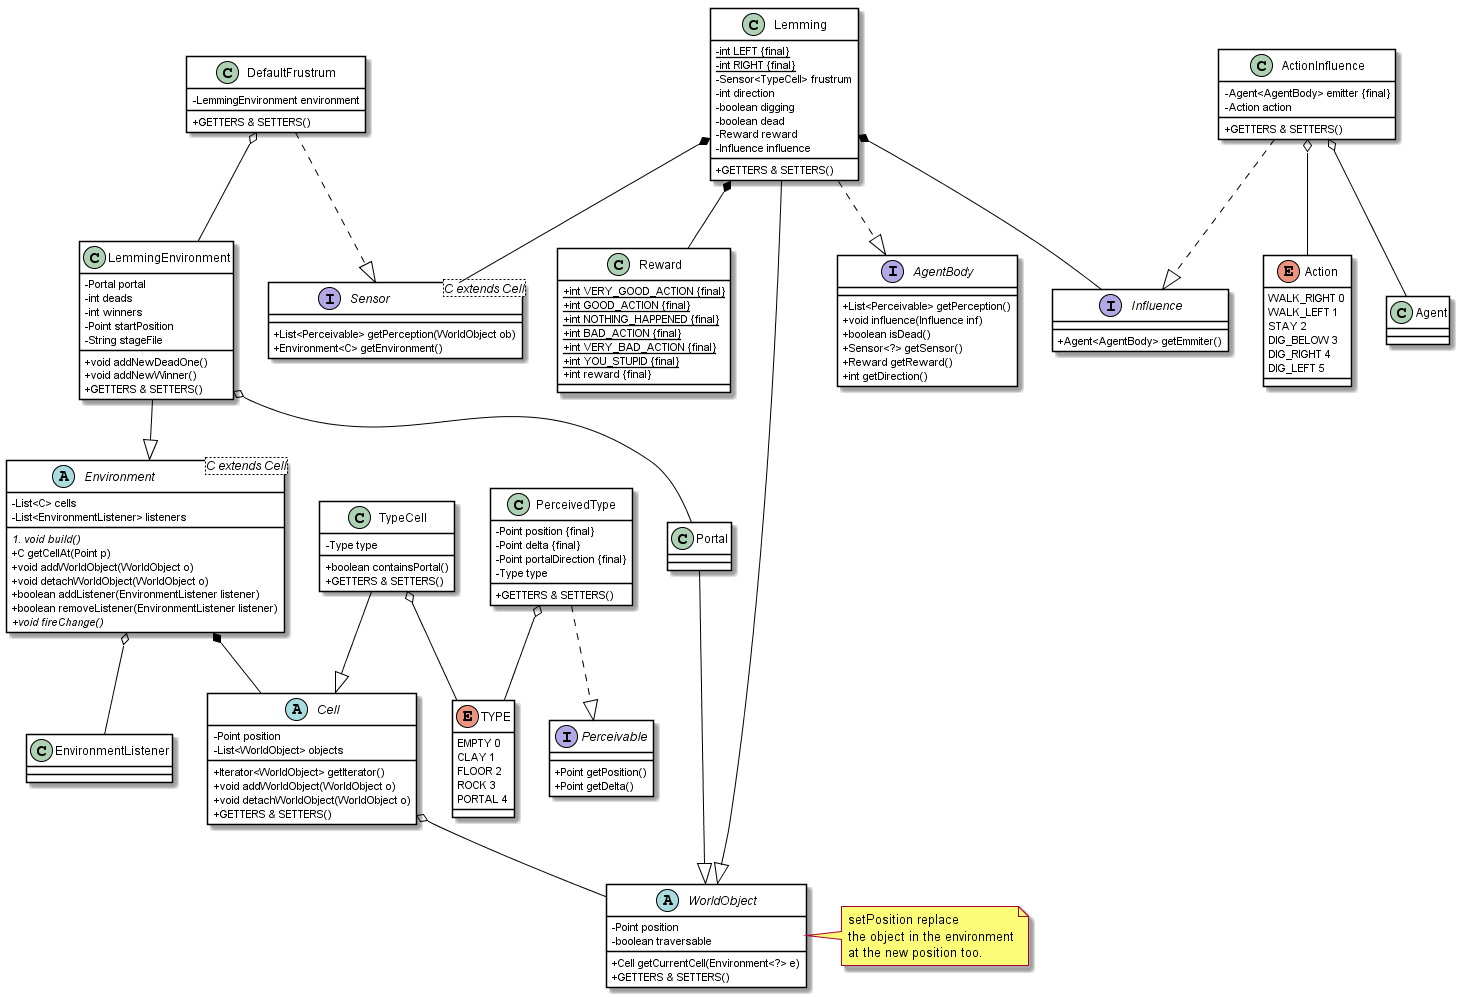 C Lemming
-int LEFT {final}
-int RIGHT {final}
-Sensor<TypeCell> frustrum
-int direction
-boolean digging
-boolean dead
-Reward reward
-Influence influence
+GETTERS & SETTERS()
C DefaultFrustrum
-LemmingEnvironment environment
+GETTERS & SETTERS()
C ActionInfluence
-Agent<AgentBody> emitter {final}
-Action action
+GETTERS & SETTERS()
C LemmingEnvironment
-Portal portal
-int deads
-int winners
-Point startPosition
-String stageFile
+void addNewDeadOne()
+void addNewWinner()
+GETTERS & SETTERS()
I Sensor
C extends Cell
+List<Perceivable> getPerception(WorldObject ob)
+Environment<C> getEnvironment()
C Reward
+int VERY_GOOD_ACTION {final}
+int GOOD_ACTION {final}
+int NOTHING_HAPPENED {final}
+int BAD_ACTION {final}
+int VERY_BAD_ACTION {final}
+int YOU_STUPID {final}
+int reward {final}
I AgentBody
+List<Perceivable> getPerception()
+void influence(Influence inf)
+boolean isDead()
+Sensor<?> getSensor()
+Reward getReward()
+int getDirection()
I Influence
+Agent<AgentBody> getEmmiter()
E Action
WALK_RIGHT 0
WALK_LEFT 1
STAY 2
DIG_BELOW 3
DIG_RIGHT 4
DIG_LEFT 5
C Agent
A Environment
C extends Cell
-List<C> cells
-List<EnvironmentListener> listeners
1. void build()
+C getCellAt(Point p)
+void addWorldObject(WorldObject o)
+void detachWorldObject(WorldObject o)
+boolean addListener(EnvironmentListener listener)
+boolean removeListener(EnvironmentListener listener)
+void fireChange()
C TypeCell
-Type type
+boolean containsPortal()
+GETTERS & SETTERS()
C PerceivedType
-Point position {final}
-Point delta {final}
-Point portalDirection {final}
-Type type
+GETTERS & SETTERS()
C Portal
C EnvironmentListener
A Cell
-Point position
-List<WorldObject> objects
+Iterator<WorldObject> getIterator()
+void addWorldObject(WorldObject o)
+void detachWorldObject(WorldObject o)
+GETTERS & SETTERS()
E TYPE
EMPTY 0
CLAY 1
FLOOR 2
ROCK 3
PORTAL 4
I Perceivable
+Point getPosition()
+Point getDelta()
A WorldObject
-Point position
-boolean traversable
+Cell getCurrentCell(Environment<?> e)
+GETTERS & SETTERS()
setPosition replace
the object in the environment
at the new position too.